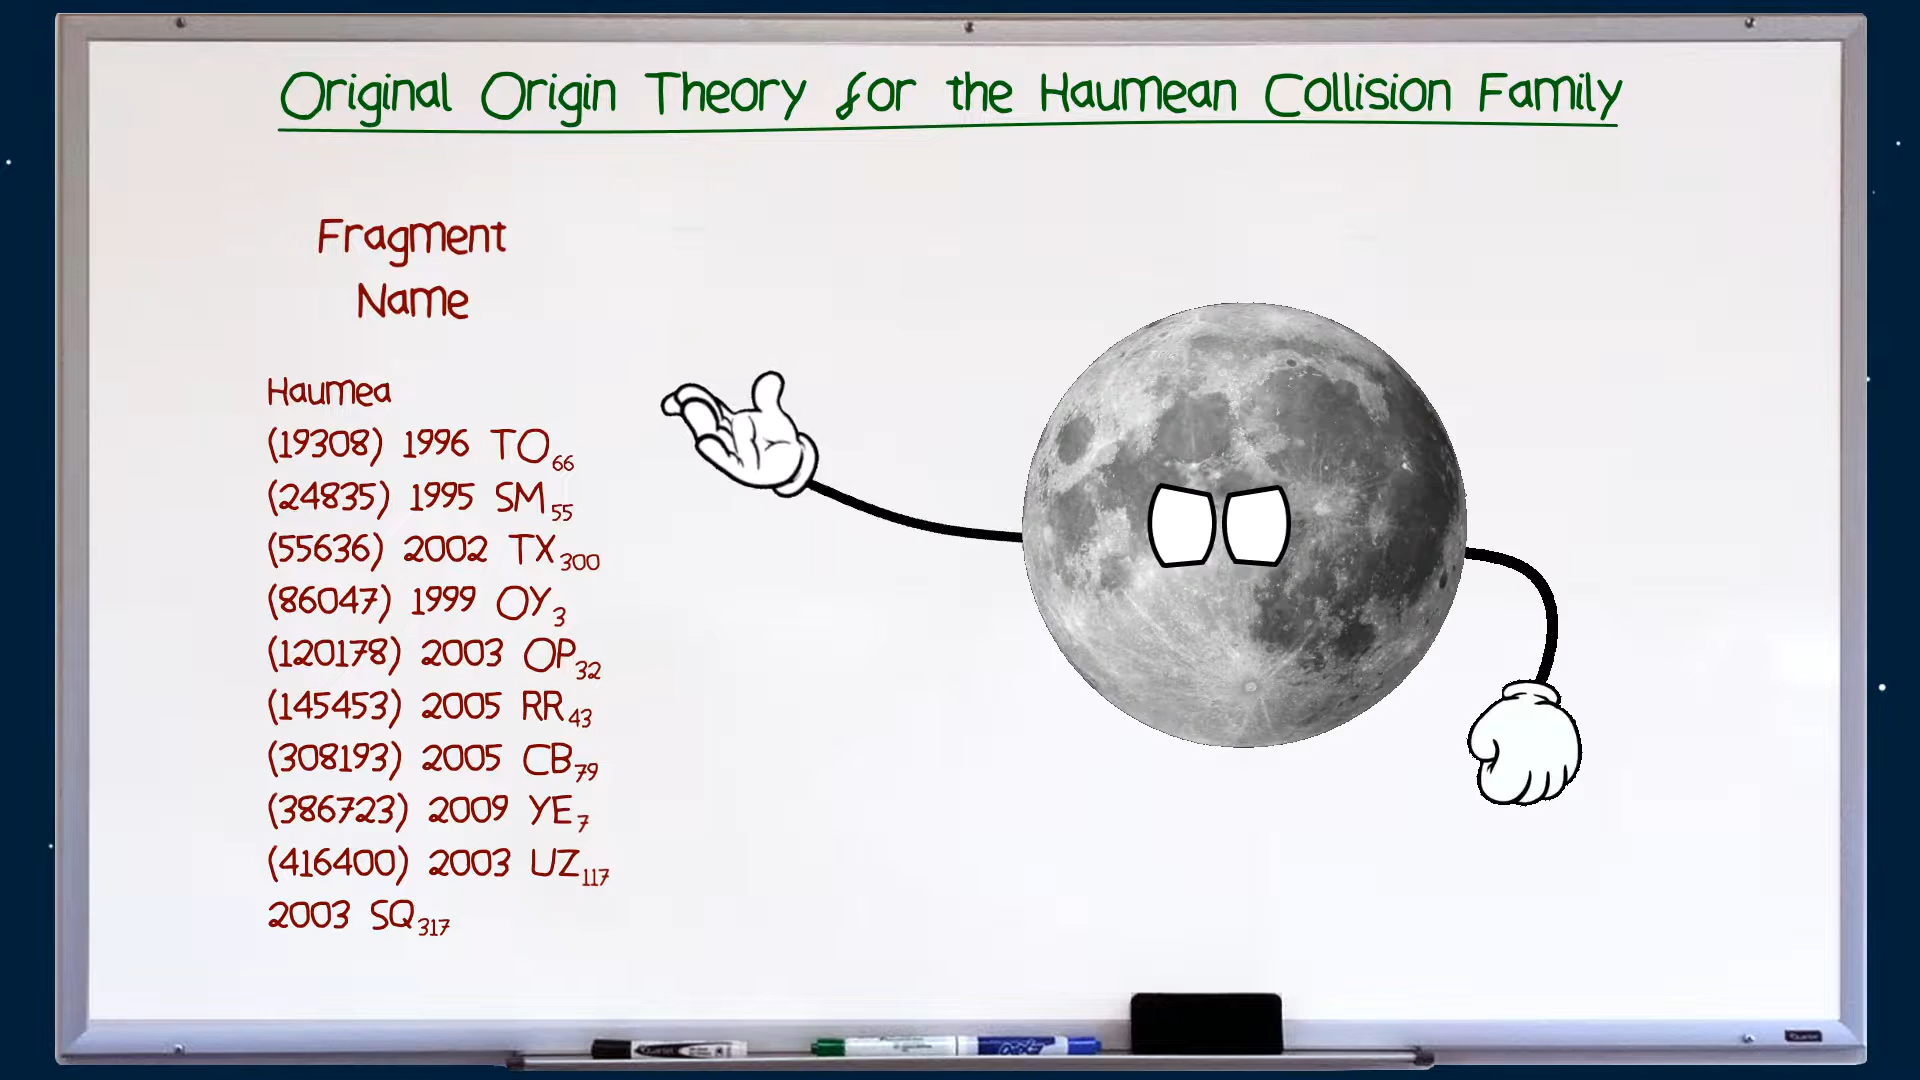 Original Origin Theory for the Haumean Collision Family
Fragment
Name
Haumea
(19308) 1996 TO₆₆
(24835) 1995 SM₅₅
(55636) 2002 TX₃₀₀
(86047) 1999 OY₃
(120178) 2003 OP₃₂
(145453) 2005 RR₄₃
(308193) 2005 CB₇₉
(386723) 2009 YE₇
(416400) 2003 UZ₁₁₇
2003 SQ₃₁₇